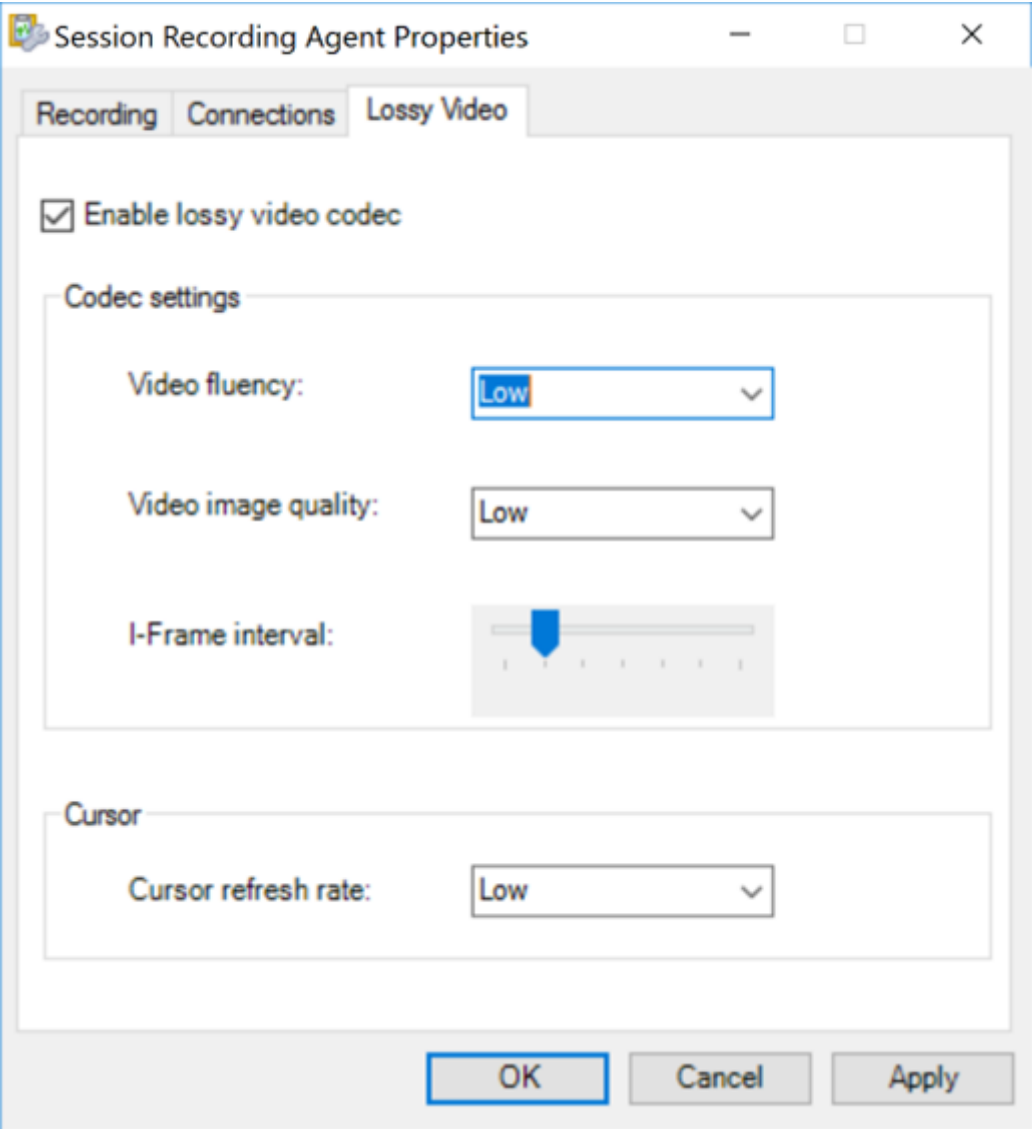 Session Recording Agent Properties
Recording Connections Lossy Video
Enable lossy video codec
Codec settings
Video fluency: Low
Video image quality: Low
I-Frame interval:
Cursor
Cursor refresh rate: Low
OK Cancel Apply